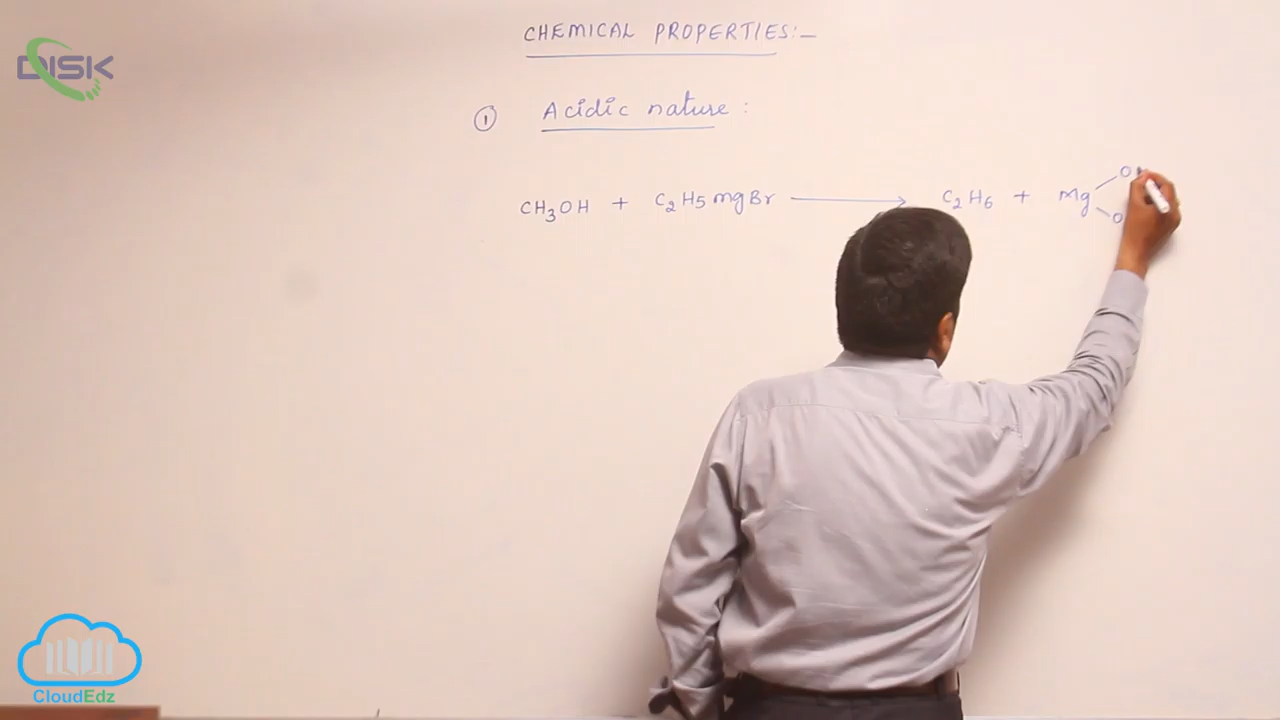 CHEMICAL PROPERTIES:-
DISK
① Acidic nature :
O
CH3OH + C2H5mgBr ⟶ C2H6 + Mg
O
CloudEdz